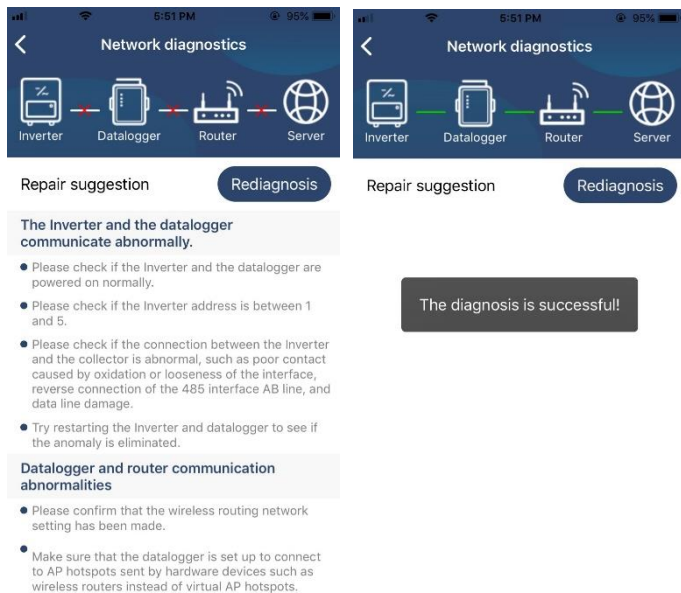 5:51 PM
95%
Network diagnostics
Inverter Datalogger Router Server
Repair suggestion
Rediagnosis
The Inverter and the datalogger
communicate abnormally.
Please check if the Inverter and the datalogger are
powered on normally.
Please check if the Inverter address is between 1
and 5.
Please check if the connection between the Inverter
and the collector is abnormal, such as poor contact
caused by oxidation or looseness of the interface,
reverse connection of the 485 interface AB line, and
data line damage.
Try restarting the Inverter and datalogger to see if
the anomaly is eliminated.
Datalogger and router communication
abnormalities
Please confirm that the wireless routing network
setting has been made.
Make sure that the datalogger is set up to connect
to AP hotspots sent by hardware devices such as
wireless routers instead of virtual AP hotspots.
5:51 PM
95%
Network diagnostics
Inverter Datalogger Router Server
Repair suggestion
Rediagnosis
The diagnosis is successful!